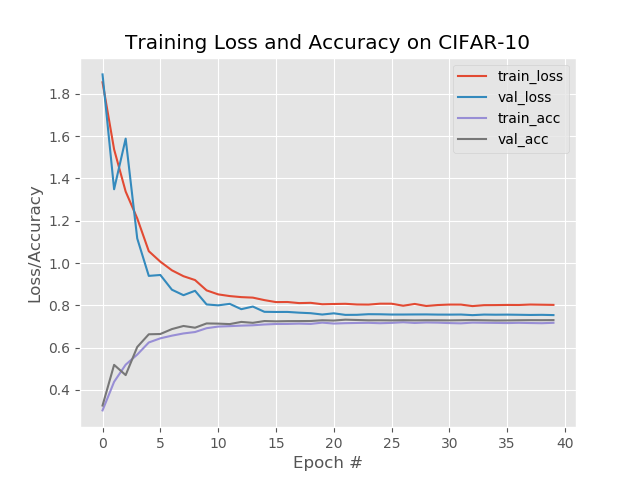 Training Loss and Accuracy on CIFAR-10
train_loss
val_loss
train_acc
val_acc
1.8
1.6
1.4
1.2
1.0
0.8
0.6
0.4
Loss/Accuracy
0 5 10 15 20 25 30 35 40
Epoch #